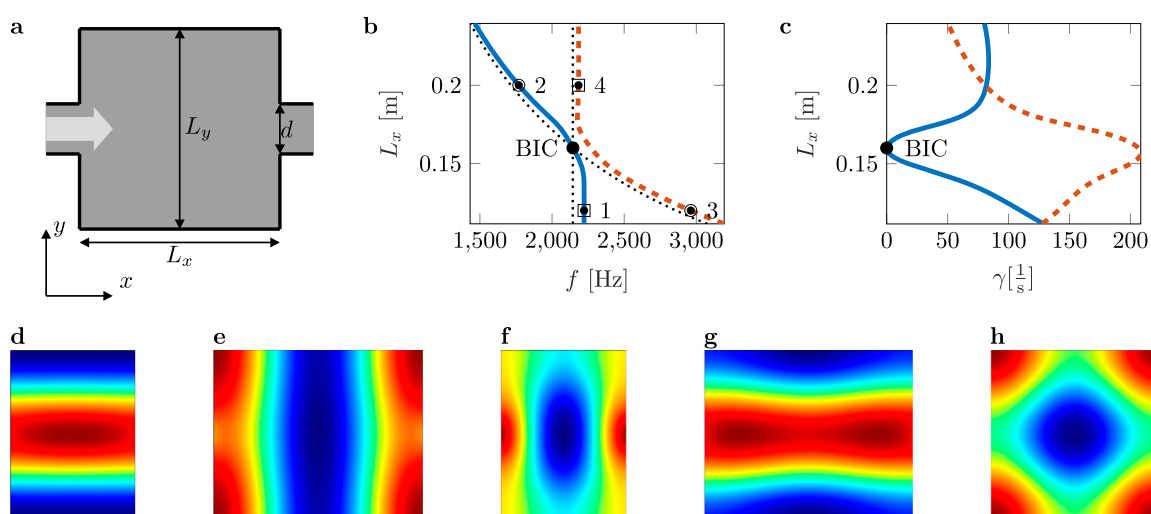 a
L_y
d
L_x
y
x
b
L_x [m]
0.2
0.15
2
4
BIC
1
3
1,500
2,000
2,500
3,000
f [Hz]
c
L_x [m]
0.2
0.15
BIC
0
50
100
150
200
γ[1/s]
d
e
f
g
h